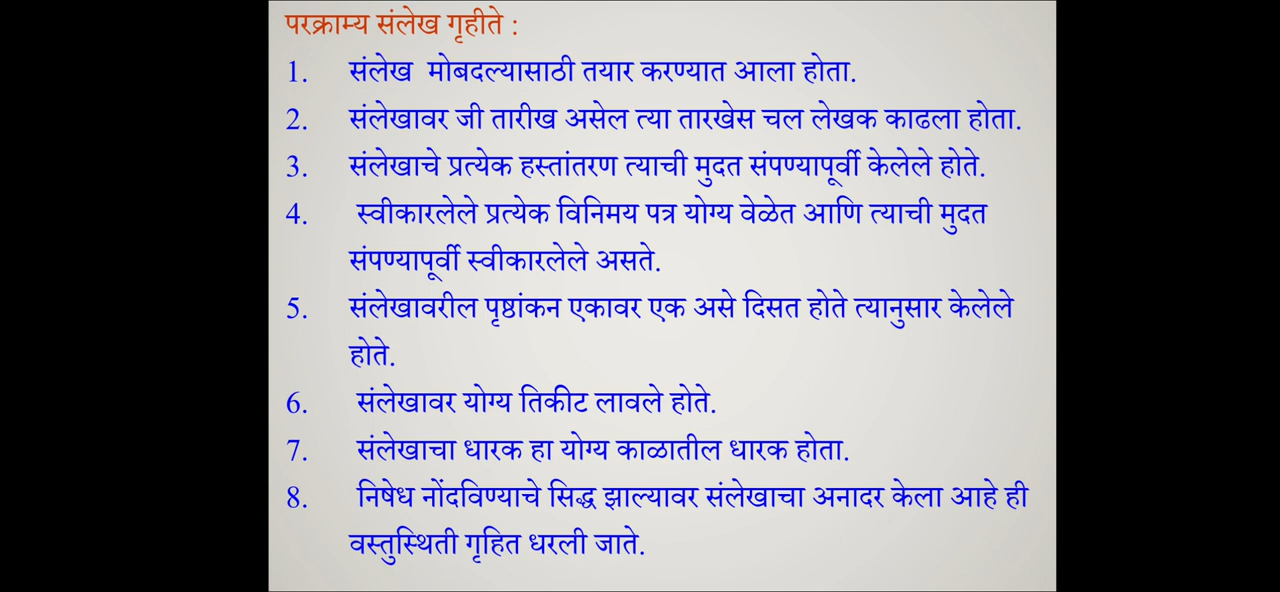 परक्राम्य संलेख गृहीते :
1. संलेख मोबदल्यासाठी तयार करण्यात आला होता.
2. संलेखावर जी तारीख असेल त्या तारखेस चल लेखक काढला होता.
3. संलेखाचे प्रत्येक हस्तांतरण त्याची मुदत संपण्यापूर्वी केलेले होते.
4. स्वीकारलेले प्रत्येक विनिमय पत्र योग्य वेळेत आणि त्याची मुदत
संपण्यापूर्वी स्वीकारलेले असते.
5. संलेखावरील पृष्ठांकन एकावर एक असे दिसत होते त्यानुसार केलेले
होते.
6. संलेखावर योग्य तिकीट लावले होते.
7. संलेखाचा धारक हा योग्य काळातील धारक होता.
8. निषेध नोंदविण्याचे सिद्ध झाल्यावर संलेखाचा अनादर केला आहे ही
वस्तुस्थिती गृहित धरली जाते.